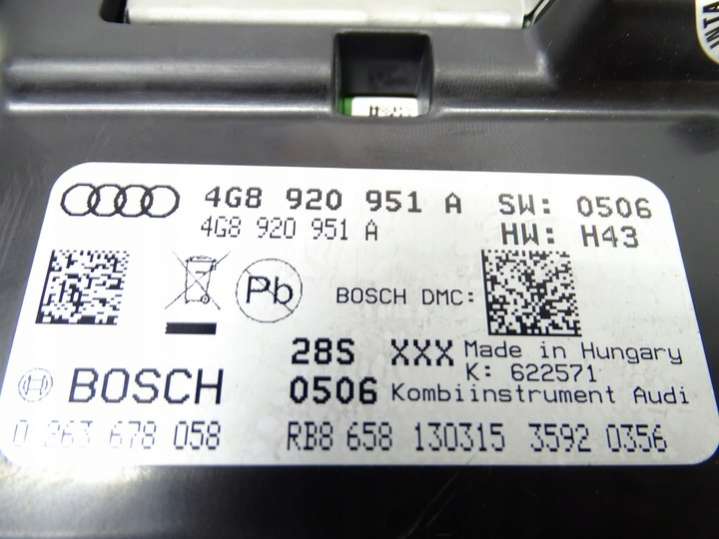 INTA
4G8 920 951 A SW: 0506
4G8 920 951 A HW: H43
Pb
BOSCH DMC:
28S XXX Made in Hungary
K: 622571
BOSCH 0506 Kombiinstrument Audi
0 263 678 058 RB8 658 130315 3592 0356